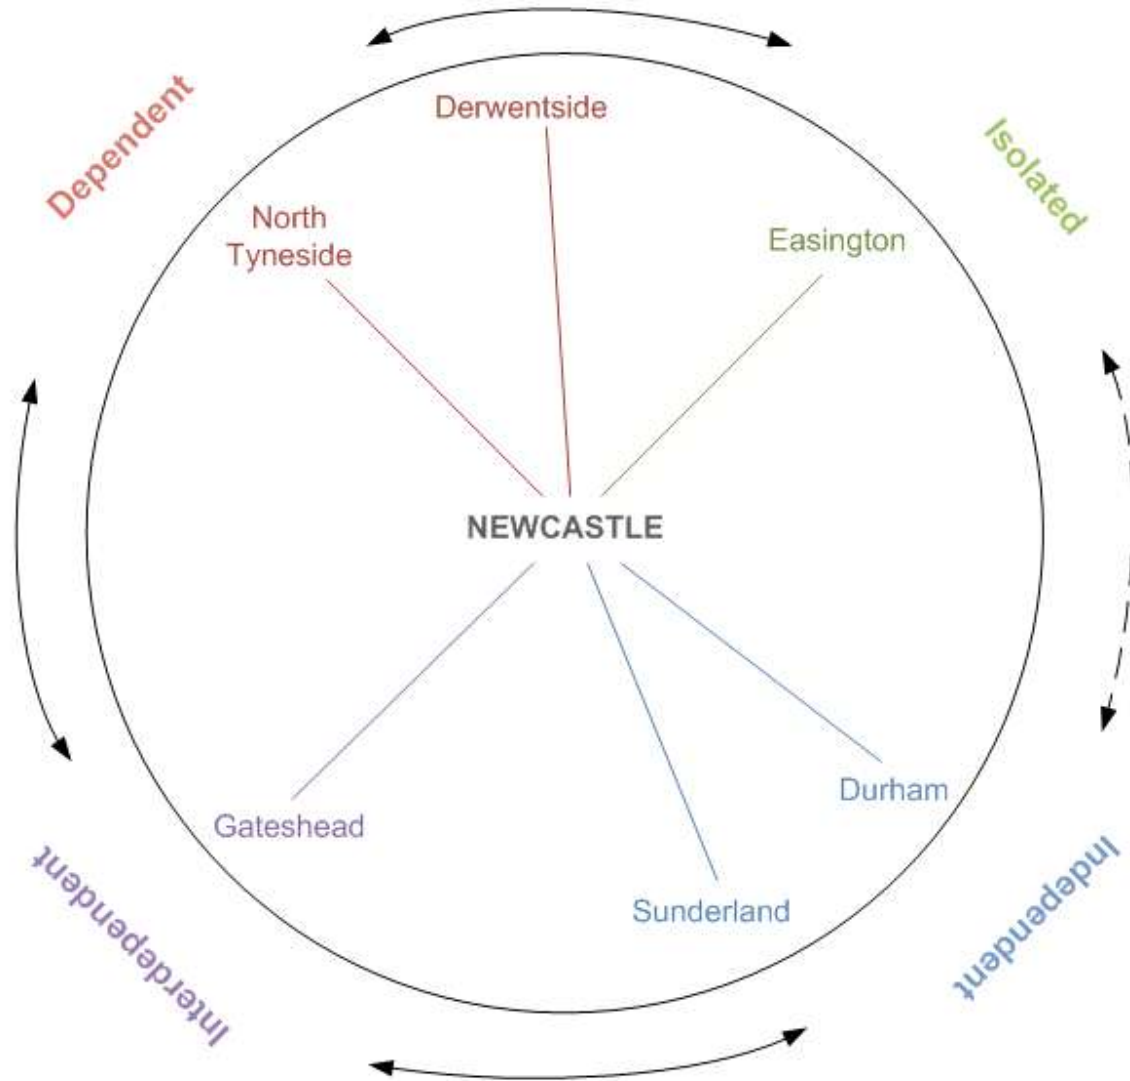 Derwentside
Dependent
Isolated
North
Tyneside
Easington
NEWCASTLE
Durham
Gateshead
Sunderland
Interdependent
Independent